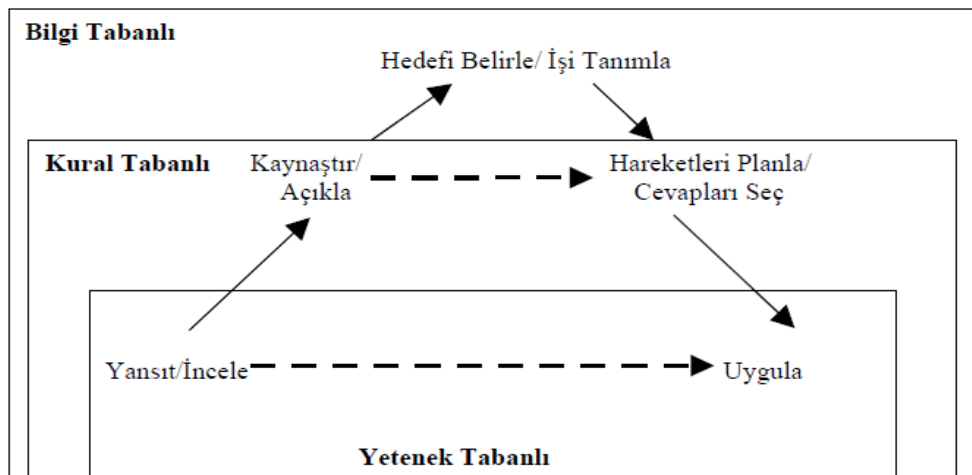 Bilgi Tabanlı
Hedefi Belirle/ İşi Tanımla
Kural Tabanlı
Kaynaştır/
Açıkla
Hareketleri Planla/
Cevapları Seç
Yansıt/İncele
Uygula
Yetenek Tabanlı